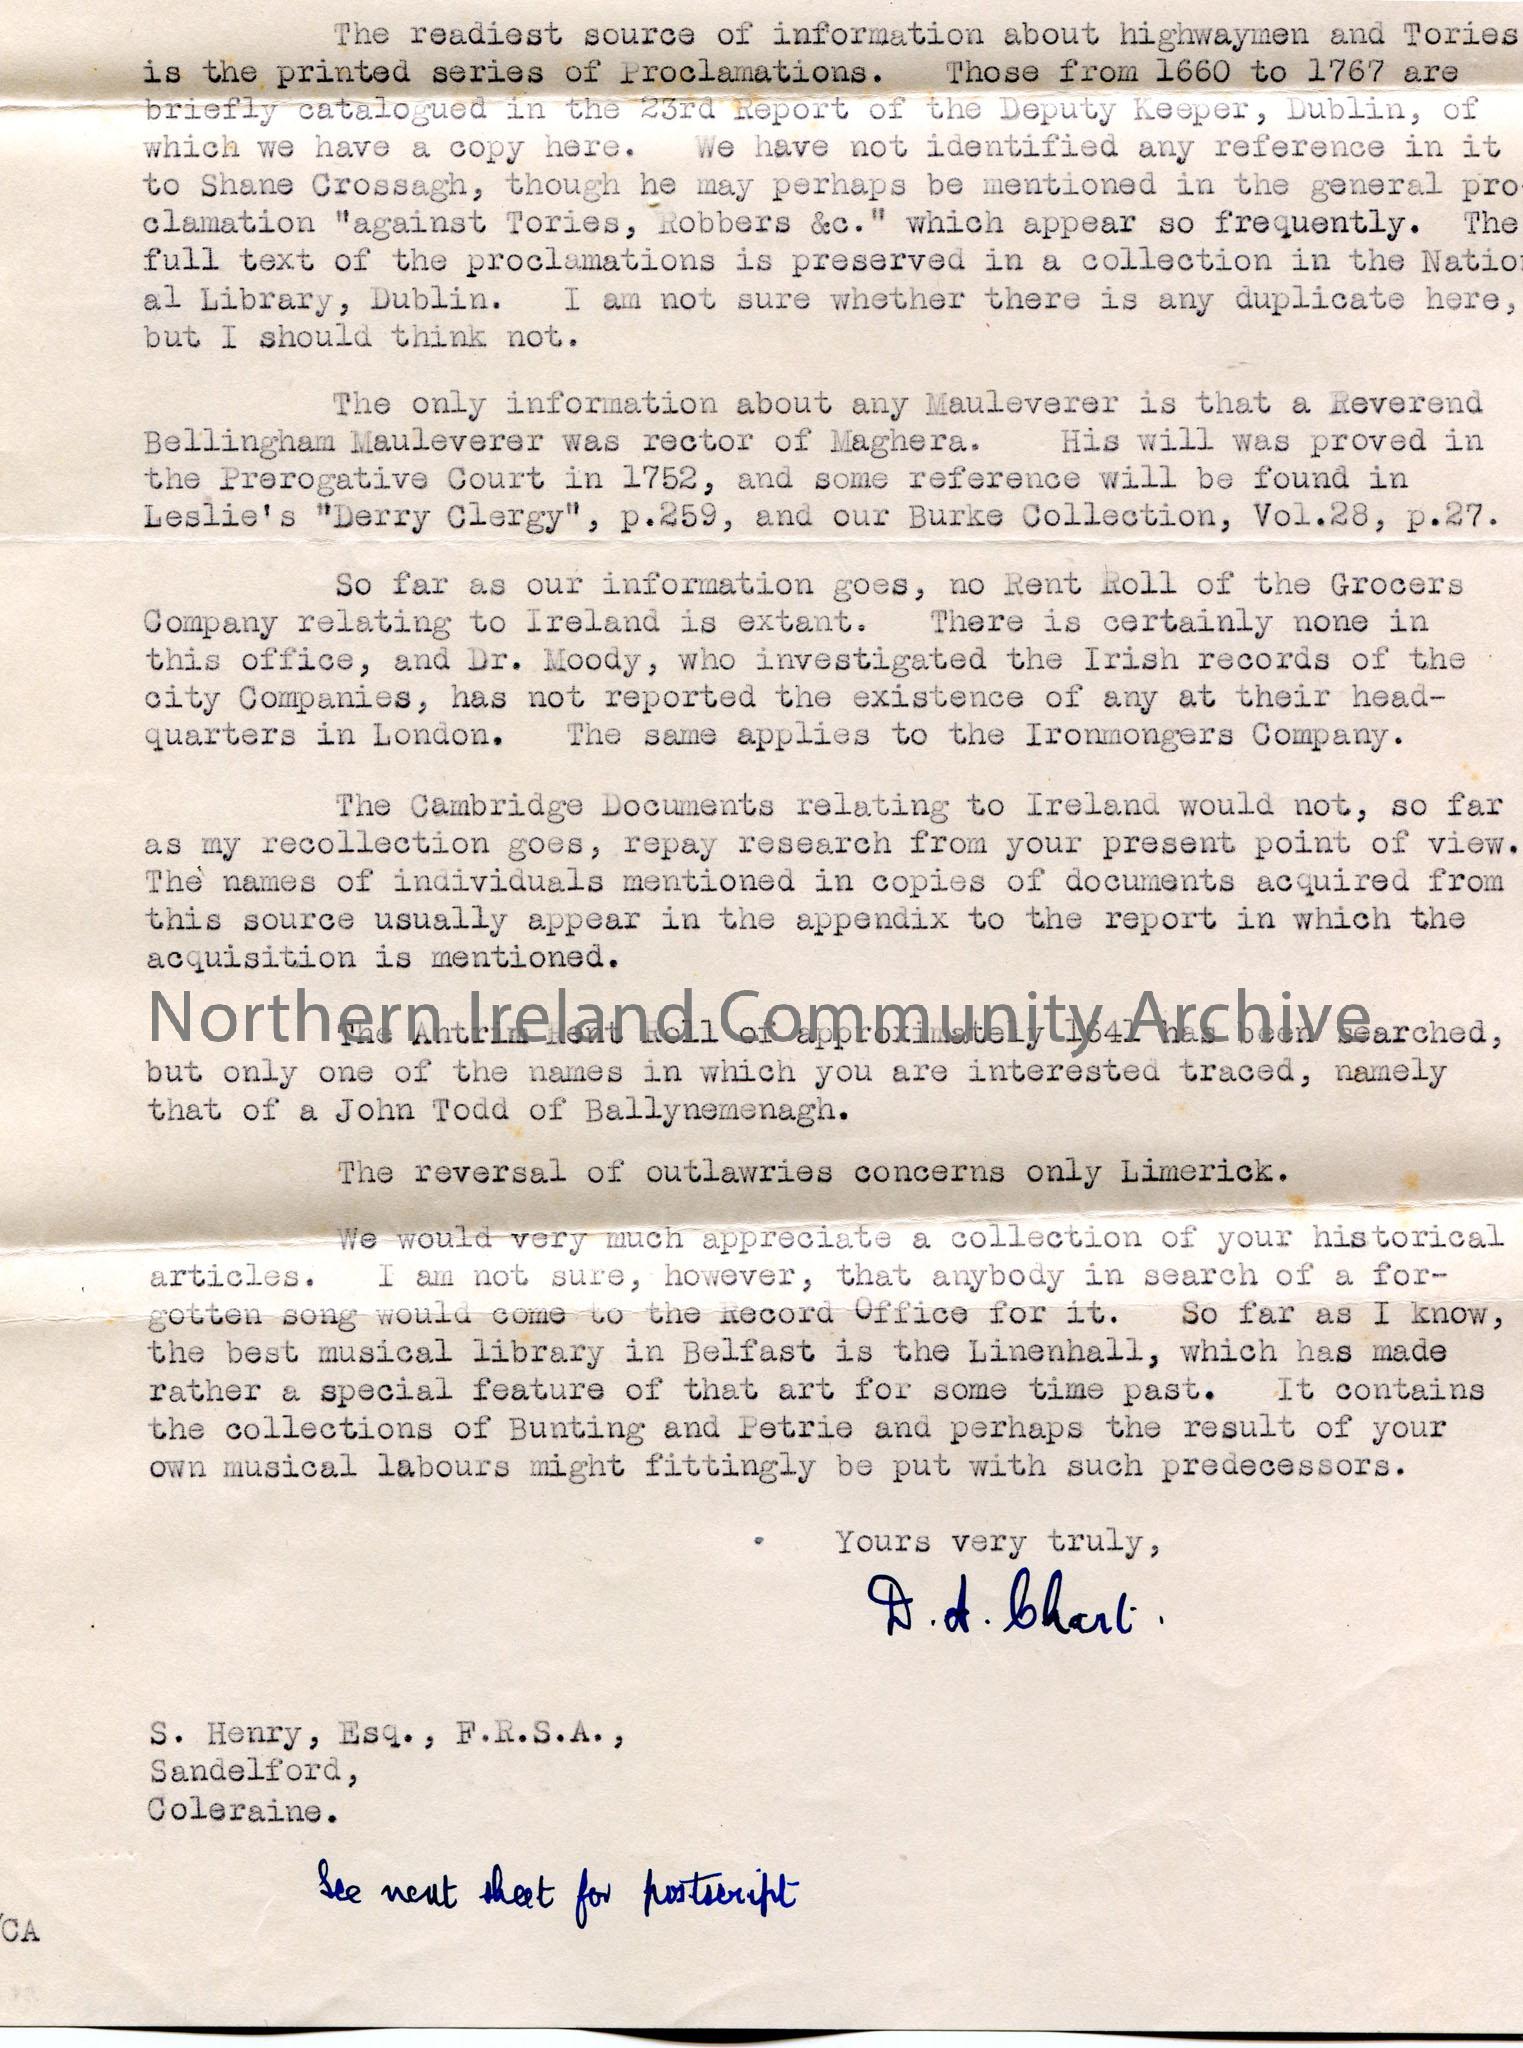 The readiest source of information about highwaymen and Tories
is the printed series of Proclamations. Those from 1660 to 1767 are
briefly catalogued in the 23rd Report of the Deputy Keeper, Dublin, of
which we have a copy here. We have not identified any reference in it
to Shane Crossagh, though he may perhaps be mentioned in the general pro-
clamation "against Tories, Robbers &c." which appear so frequently. The
full text of the proclamations is preserved in a collection in the Nation
al Library, Dublin. I am not sure whether there is any duplicate here,
but I should think not.
The only information about any Mauleverer is that a Reverend
Bellingham Mauleverer was rector of Maghera. His will was proved in
the Prerogative Court in 1752, and some reference will be found in
Leslie's "Derry Clergy", p.259, and our Burke Collection, Vol.28, p.27.
So far as our information goes, no Rent Roll of the Grocers
Company relating to Ireland is extant. There is certainly none in
this office, and Dr. Moody, who investigated the Irish records of the
city Companies, has not reported the existence of any at their head-
quarters in London. The same applies to the Ironmongers Company.
The Cambridge Documents relating to Ireland would not, so far
as my recollection goes, repay research from your present point of view.
The names of individuals mentioned in copies of documents acquired from
this source usually appear in the appendix to the report in which the
acquisition is mentioned.
Northern Ireland Community Archive
The Antrim Rent Roll of approximately 1641 has been searched,
but only one of the names in which you are interested traced, namely
that of a John Todd of Ballynemenagh.
The reversal of outlawries concerns only Limerick.
We would very much appreciate a collection of your historical
articles. I am not sure, however, that anybody in search of a for-
gotten song would come to the Record Office for it. So far as I know,
the best musical library in Belfast is the Linenhall, which has made
rather a special feature of that art for some time past. It contains
the collections of Bunting and Petrie and perhaps the result of your
own musical labours might fittingly be put with such predecessors.
Yours very truly,
D. A. Chart.
S. Henry, Esq., F.R.S.A.,
Sandelford,
Coleraine.
See next sheet for postscript
/CA